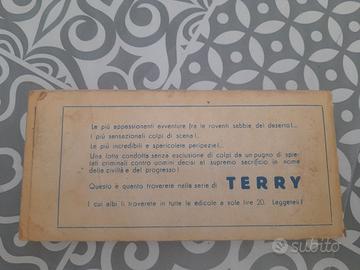 Le più appassionanti avventure fra le roventi sabbie del deserto!...
I più sensazionali colpi di scena!...
Le più incredibili e spericolate peripezie!...
Una lotta condotta senza esclusione di colpi da un pugno di spie-
tati criminali contro uomini decisi al supremo sacrificio in nome
della civiltà e del progresso!
Questo è quanto troverete nella serie di TERRY
i cui albi li troverete in tutte le edicole a sole lire 20. Leggeteli!
subito